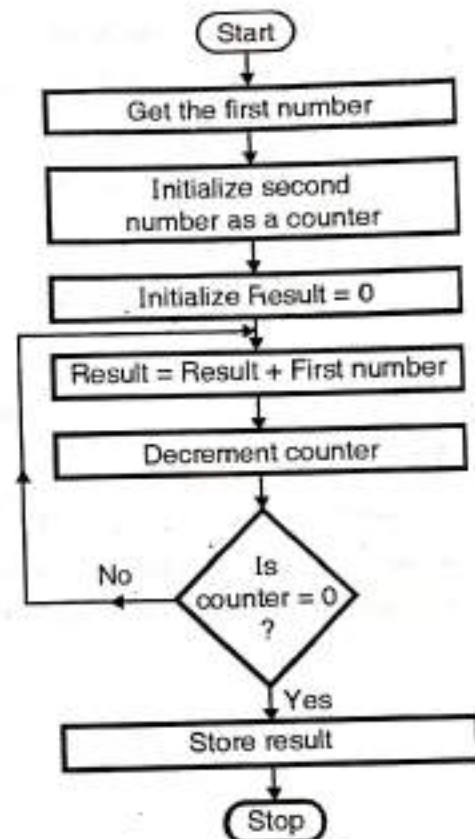 Start
Get the first number
Initialize second
number as a counter
Initialize Result = 0
Result = Result + First number
Decrement counter
Is
counter = 0
?
No
Yes
Store result
Stop